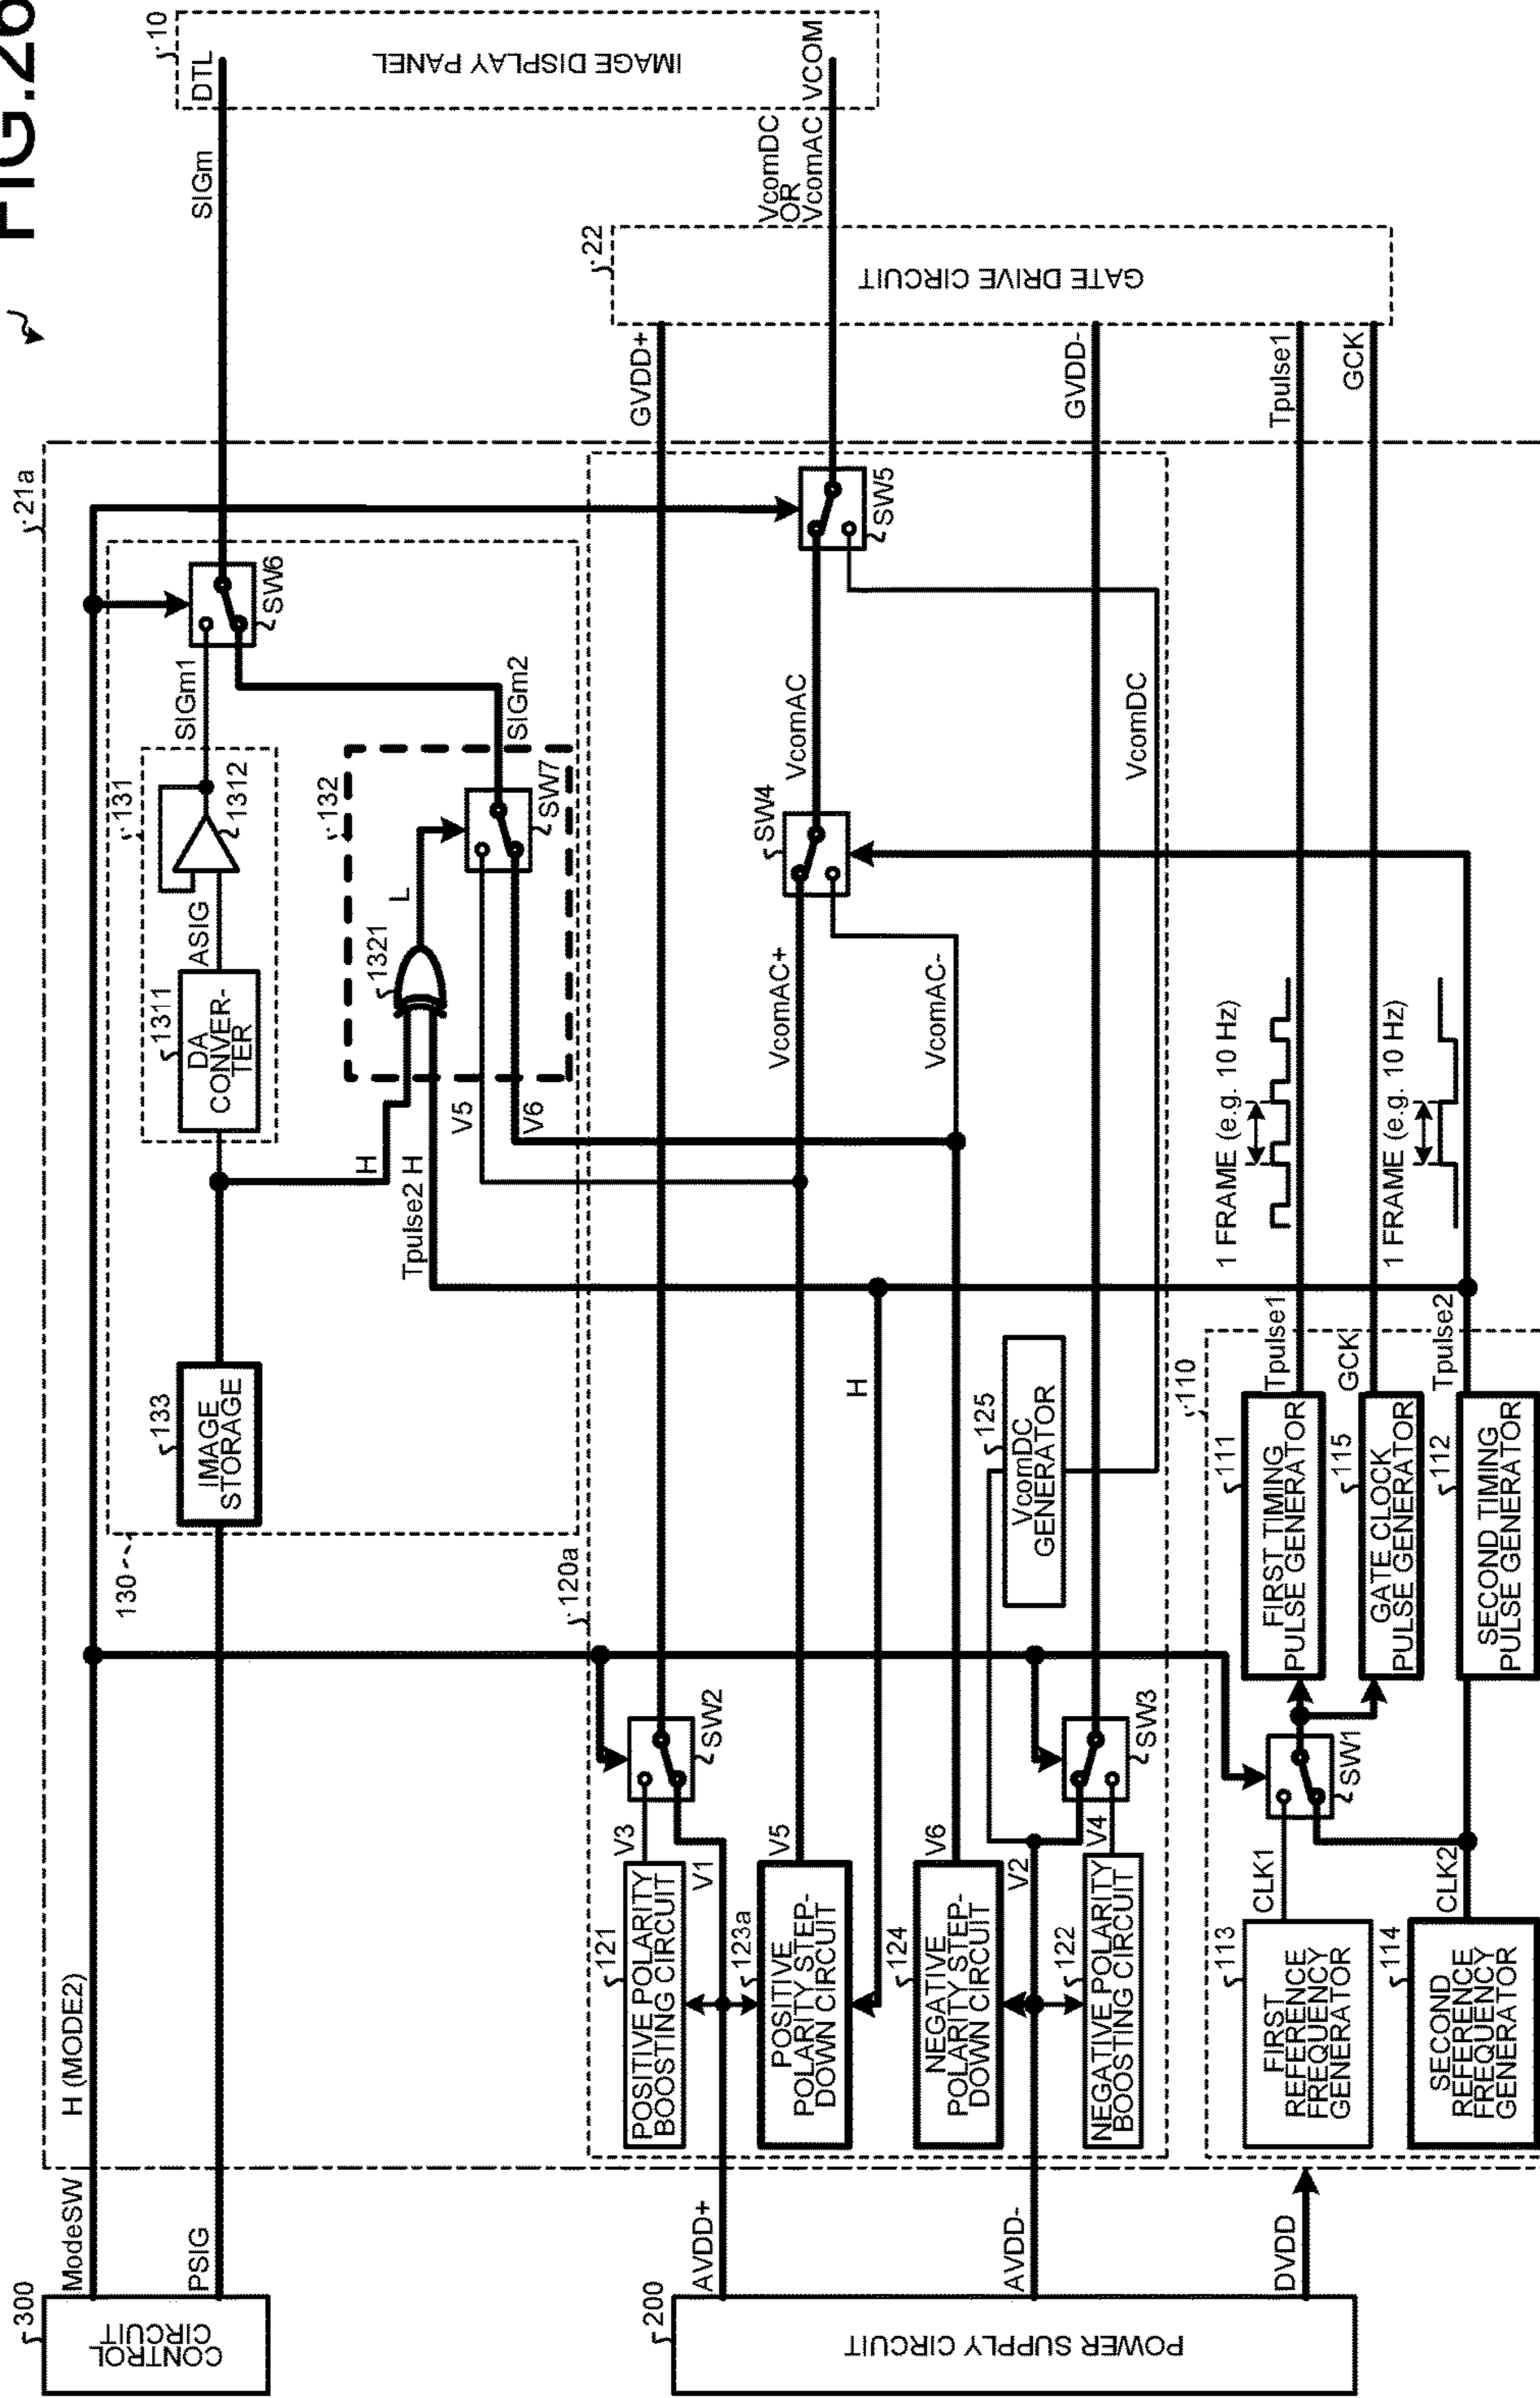 FIG.26
300
CONTROL
CIRCUIT
ModeSW
PSIG
H (MODE2)
21a
130
133
IMAGE
STORAGE
H
Tpulse2 H
131
1311
DA
CONVER-
TER
ASIG
1312
SIGm1
132
1321
L
V5
V6
SW7
SIGm2
SW6
SIGm
DTL
10
IMAGE DISPLAY PANEL
VCOM
VcomDC
OR
VcomAC
22
GATE DRIVE CIRCUIT
GVDD+
GVDD-
Tpulse1
GCK
120a
121
POSITIVE POLARITY
BOOSTING CIRCUIT
V3
V1
SW2
123a
POSITIVE
POLARITY STEP-
DOWN CIRCUIT
V5
H
VcomAC+
VcomAC-
SW4
VcomAC
SW5
VcomDC
124
NEGATIVE
POLARITY STEP-
DOWN CIRCUIT
V6
V2
125
VcomDC
GENERATOR
122
NEGATIVE POLARITY
BOOSTING CIRCUIT
V4
SW3
200
POWER SUPPLY CIRCUIT
AVDD+
AVDD-
DVDD
110
113
FIRST
REFERENCE
FREQUENCY
GENERATOR
CLK1
SW1
111
FIRST TIMING
PULSE GENERATOR
Tpulse1
1 FRAME (e.g. 10 Hz)
115
GATE CLOCK
PULSE GENERATOR
GCK
1 FRAME (e.g. 10 Hz)
114
SECOND
REFERENCE
FREQUENCY
GENERATOR
CLK2
112
SECOND TIMING
PULSE GENERATOR
Tpulse2